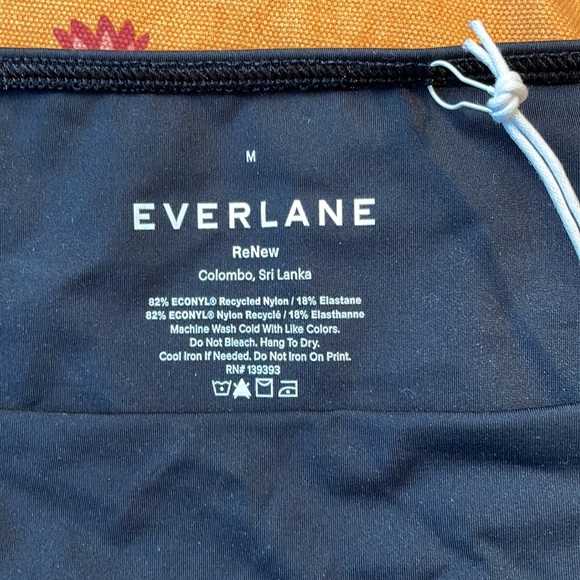 M
EVERLANE
ReNew
Colombo, Sri Lanka
82% ECONYL® Recycled Nylon / 18% Elastane
82% ECONYL® Nylon Recyclé / 18% Elasthanne
Machine Wash Cold With Like Colors.
Do Not Bleach. Hang To Dry.
Cool Iron If Needed. Do Not Iron On Print.
RN# 139393